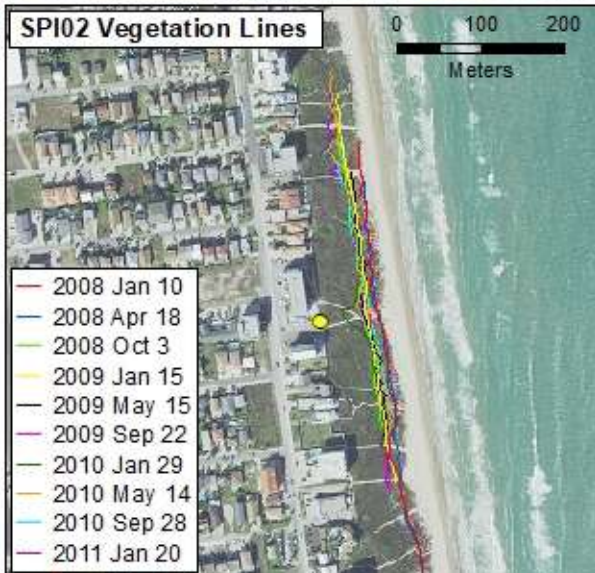 SPI02 Vegetation Lines
0 100 200
Meters
2008 Jan 10
2008 Apr 18
2008 Oct 3
2009 Jan 15
2009 May 15
2009 Sep 22
2010 Jan 29
2010 May 14
2010 Sep 28
2011 Jan 20